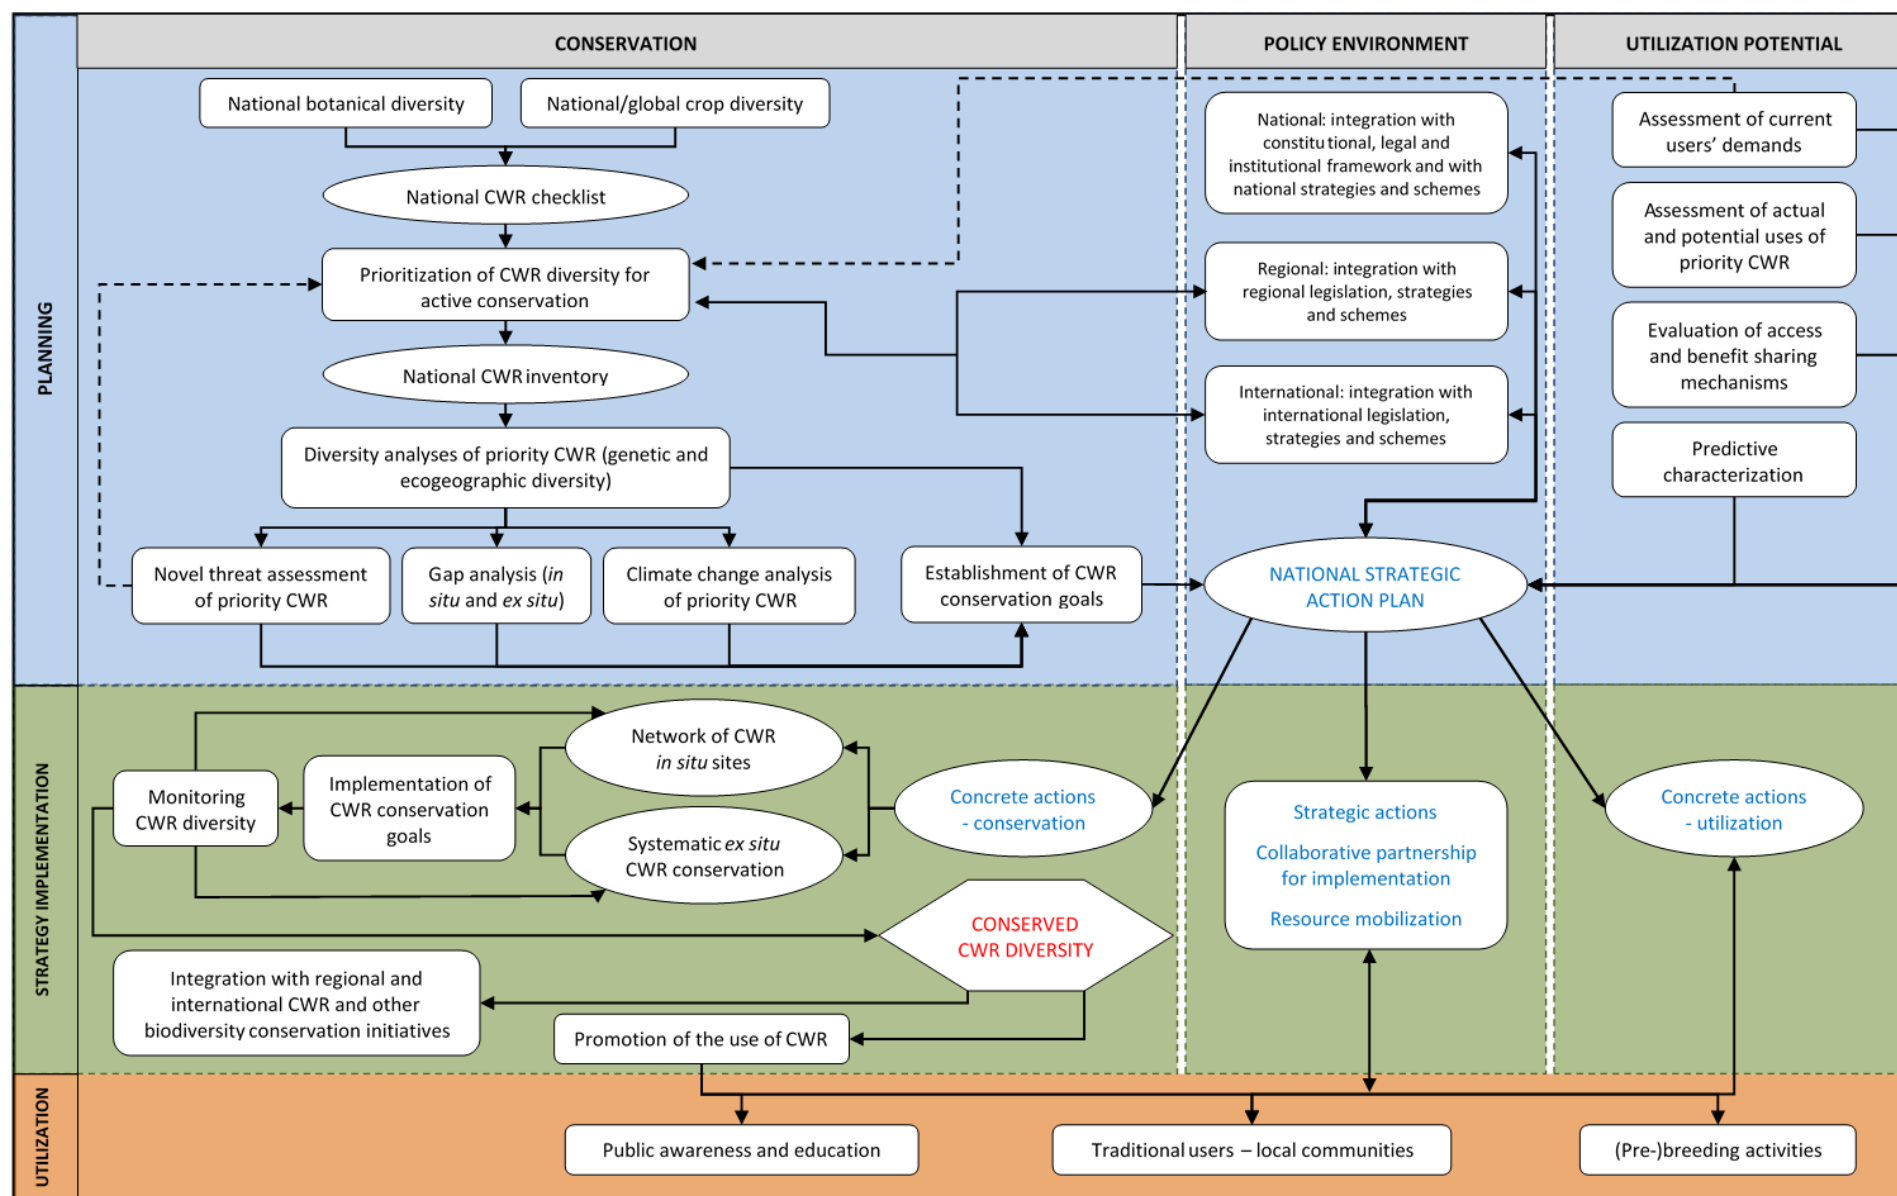 CONSERVATION
POLICY ENVIRONMENT
UTILIZATION POTENTIAL
PLANNING
National botanical diversity
National/global crop diversity
National CWR checklist
Prioritization of CWR diversity for
active conservation
National CWR inventory
Diversity analyses of priority CWR (genetic and
ecogeographic diversity)
Novel threat assessment
of priority CWR
Gap analysis (in
situ and ex situ)
Climate change analysis
of priority CWR
Establishment of CWR
conservation goals
National: integration with
constitutional, legal and
institutional framework and with
national strategies and schemes
Regional: integration with
regional legislation, strategies
and schemes
International: integration with
international legislation,
strategies and schemes
NATIONAL STRATEGIC
ACTION PLAN
Assessment of current
users' demands
Assessment of actual
and potential uses of
priority CWR
Evaluation of access
and benefit sharing
mechanisms
Predictive
characterization
STRATEGY IMPLEMENTATION
Monitoring
CWR diversity
Implementation of
CWR conservation
goals
Network of CWR
in situ sites
Systematic ex situ
CWR conservation
Concrete actions
- conservation
CONSERVED
CWR DIVERSITY
Integration with regional and
international CWR and other
biodiversity conservation initiatives
Promotion of the use of CWR
Strategic actions
Collaborative partnership
for implementation
Resource mobilization
Concrete actions
- utilization
UTILIZATION
Public awareness and education
Traditional users – local communities
(Pre-)breeding activities